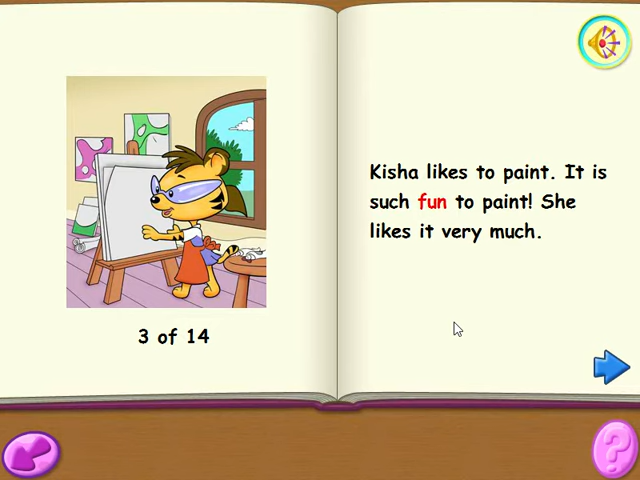 Kisha likes to paint. It is
such fun to paint! She
likes it very much.
3 of 14
?